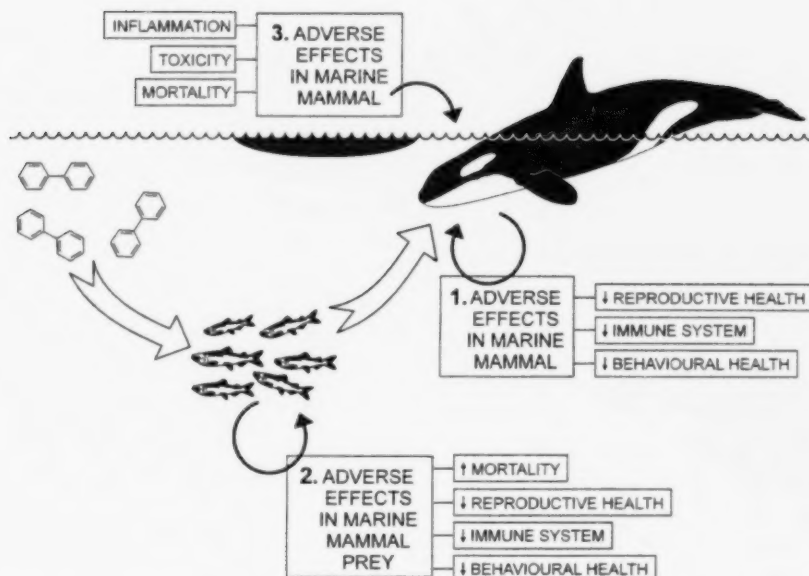 INFLAMMATION
TOXICITY
MORTALITY
3. ADVERSE
EFFECTS
IN MARINE
MAMMAL
1. ADVERSE
EFFECTS
IN MARINE
MAMMAL
↓ REPRODUCTIVE HEALTH
↓ IMMUNE SYSTEM
↓ BEHAVIOURAL HEALTH
2. ADVERSE
EFFECTS
IN MARINE
MAMMAL
PREY
↑ MORTALITY
↓ REPRODUCTIVE HEALTH
↓ IMMUNE SYSTEM
↓ BEHAVIOURAL HEALTH